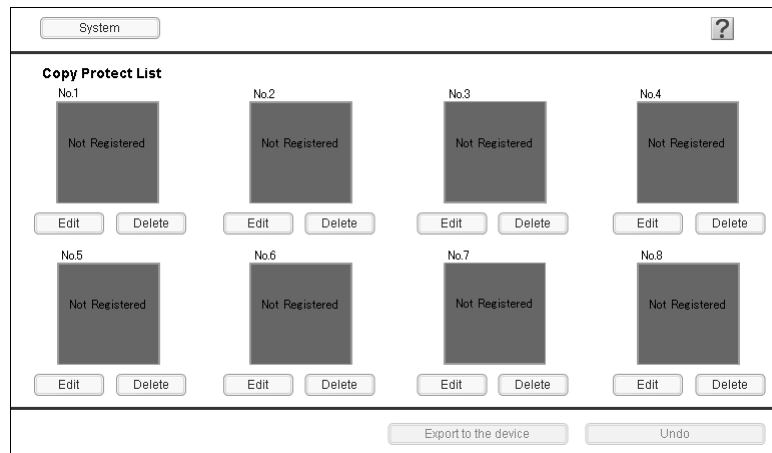 System
?
Copy Protect List
No.1 No.2 No.3 No.4
Not Registered Not Registered Not Registered Not Registered
Edit Delete Edit Delete Edit Delete Edit Delete
No.5 No.6 No.7 No.8
Not Registered Not Registered Not Registered Not Registered
Edit Delete Edit Delete Edit Delete Edit Delete
Export to the device Undo